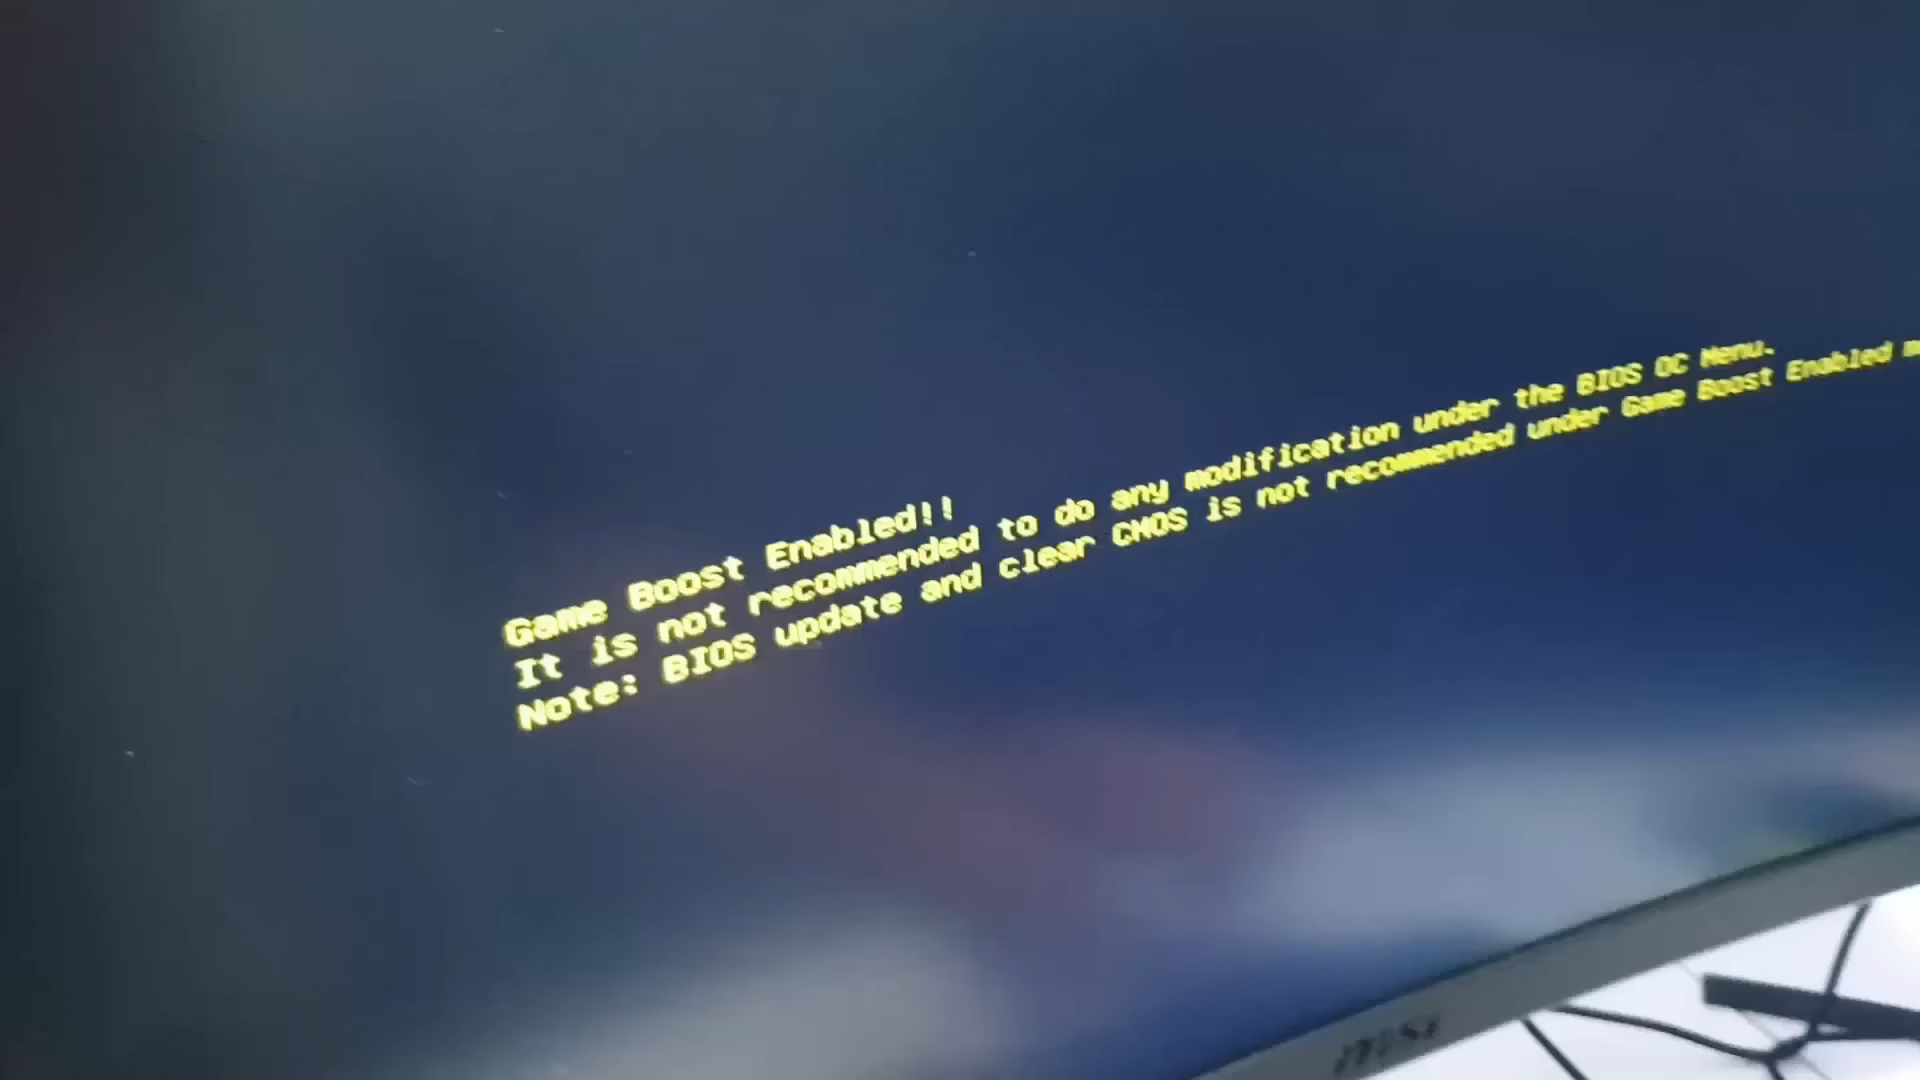 Game Boost Enabled!!
It is not recommended to do any modification under the BIOS OC Menu.
Note: BIOS update and clear CMOS is not recommended under Game Boost Enabled
msi